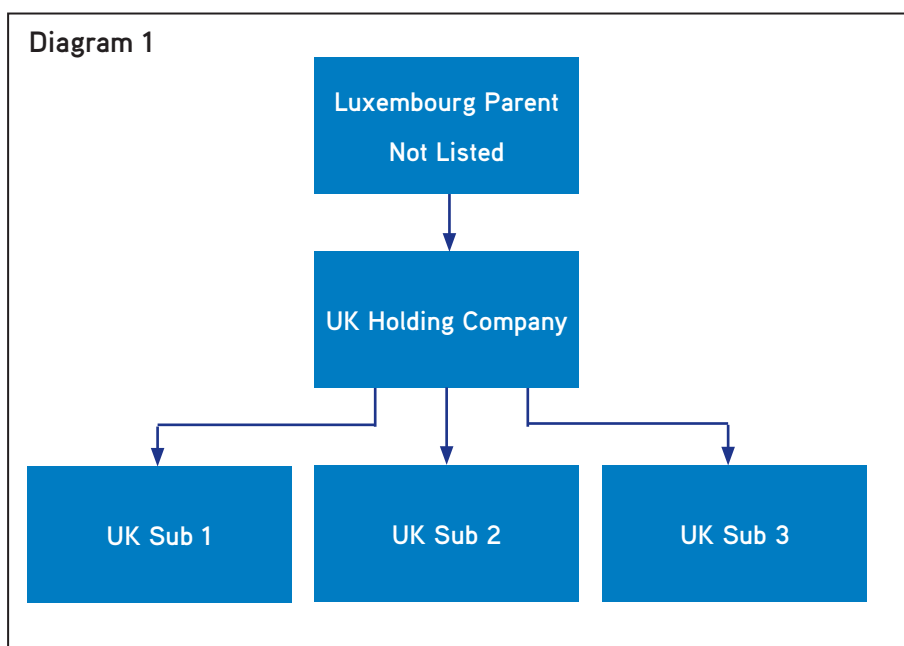 Diagram 1
Luxembourg Parent
Not Listed
UK Holding Company
UK Sub 1
UK Sub 2
UK Sub 3